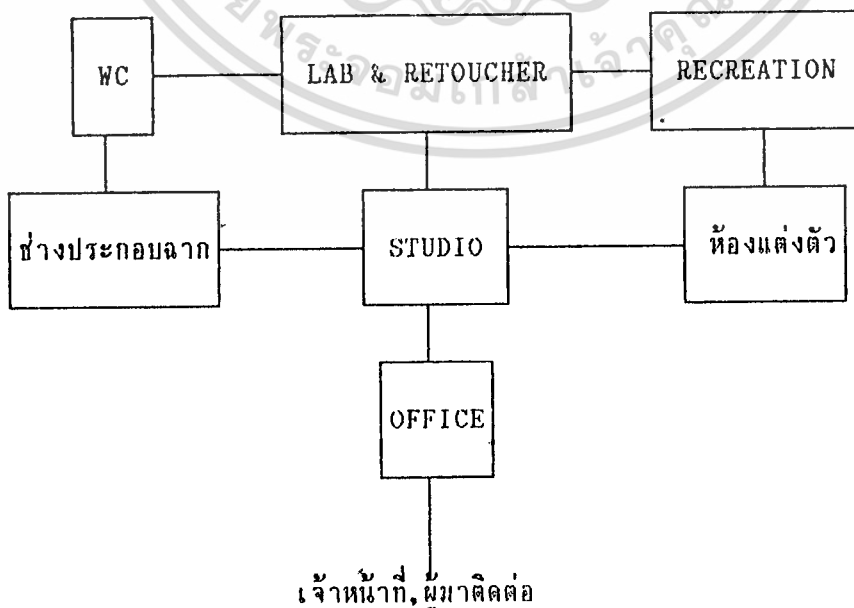 WC
LAB & RETOUCHER
RECREATION
ช่างประกอบฉาก
STUDIO
ห้องแต่งตัว
OFFICE
เจ้าหน้าที่,ผู้มาติดต่อ